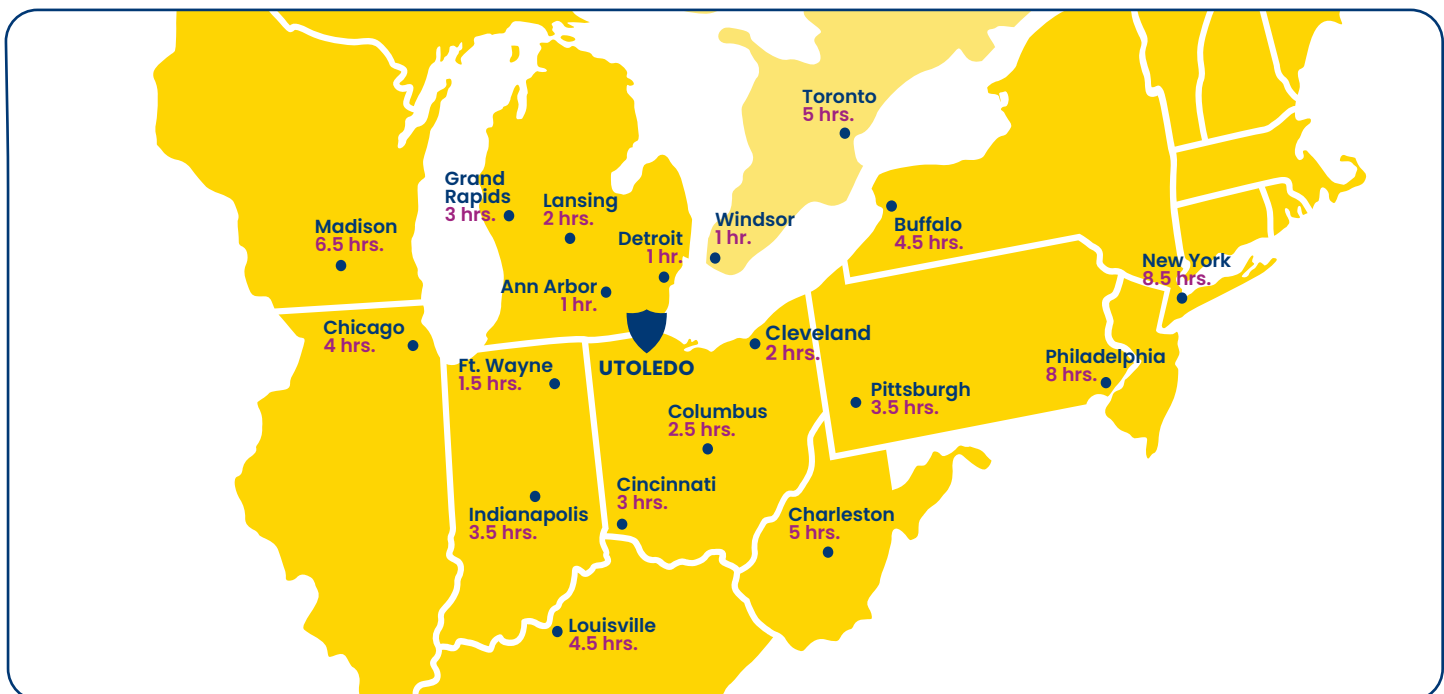 Toronto
5 hrs.
Grand
Rapids
3 hrs.
Lansing
2 hrs.
Madison
6.5 hrs.
Detroit
1 hr.
Windsor
1 hr.
Buffalo
4.5 hrs.
New York
8.5 hrs.
Ann Arbor
1 hr.
Chicago
4 hrs.
UTOLEDO
Cleveland
2 hrs.
Ft. Wayne
1.5 hrs.
Philadelphia
8 hrs.
Pittsburgh
3.5 hrs.
Columbus
2.5 hrs.
Cincinnati
3 hrs.
Indianapolis
3.5 hrs.
Charleston
5 hrs.
Louisville
4.5 hrs.